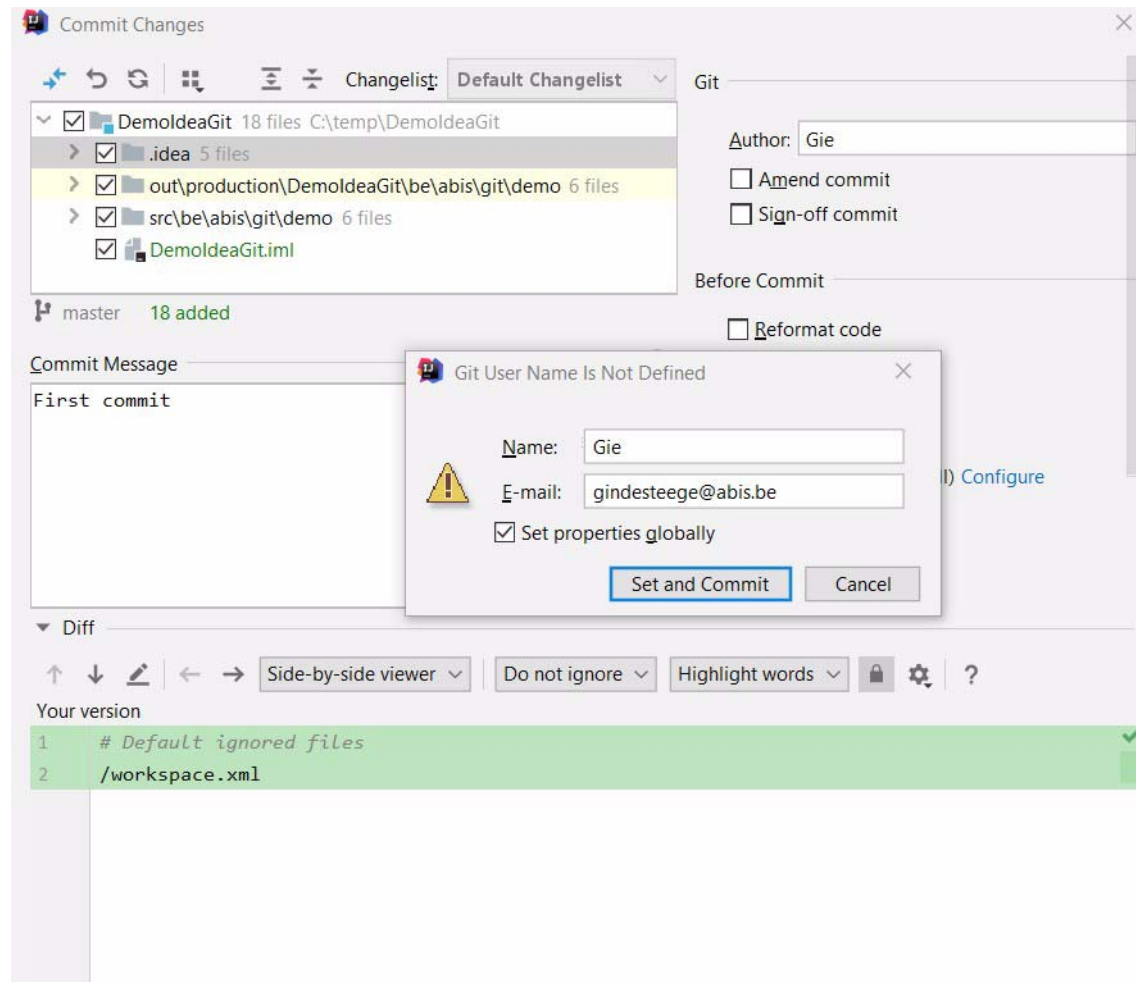 Commit Changes
Changelist: Default Changelist
Git
DemoIdeaGit 18 files C:\temp\DemoIdeaGit
.idea 5 files
out\production\DemoIdeaGit\be\abis\git\demo 6 files
src\be\abis\git\demo 6 files
DemoIdeaGit.iml
Author: Gie
Amend commit
Sign-off commit
Before Commit
Reformat code
master 18 added
Commit Message
First commit
Git User Name Is Not Defined
Name: Gie
E-mail: gindesteege@abis.be
Set properties globally
Set and Commit Cancel
l) Configure
Diff
Side-by-side viewer Do not ignore Highlight words ?
Your version
1 # Default ignored files
2 /workspace.xml